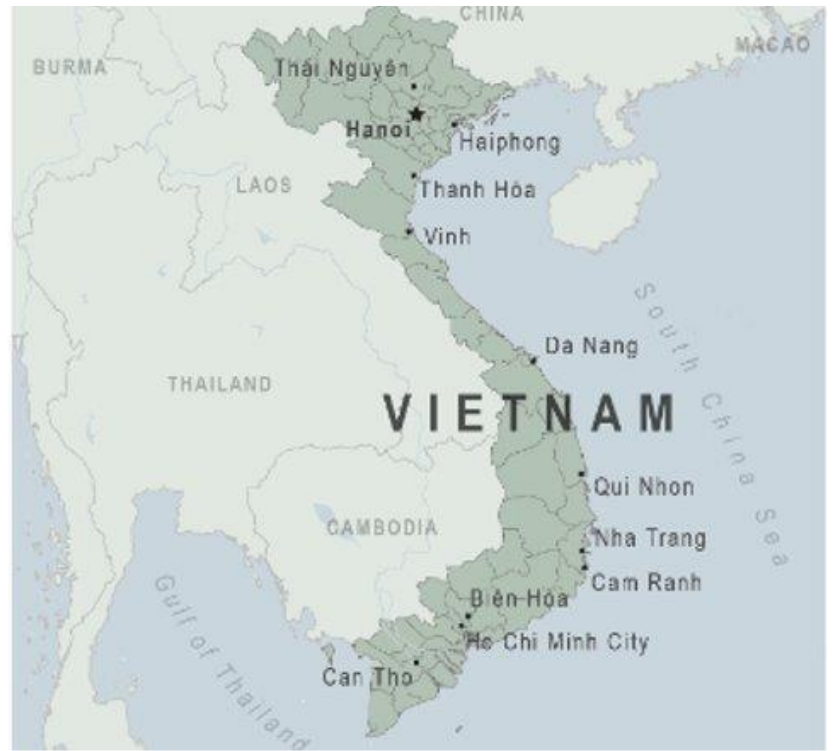 CHINA
MACAO
BURMA
Thái Nguyên
Hanoi
Haiphong
LAOS
Thanh Hóa
Vinh
South China Sea
Da Nang
THAILAND
VIETNAM
Qui Nhon
CAMBODIA
Nha Trang
Cam Ranh
Biên Hóa
Ho Chi Minh City
Can Tho
Gulf of Thailand